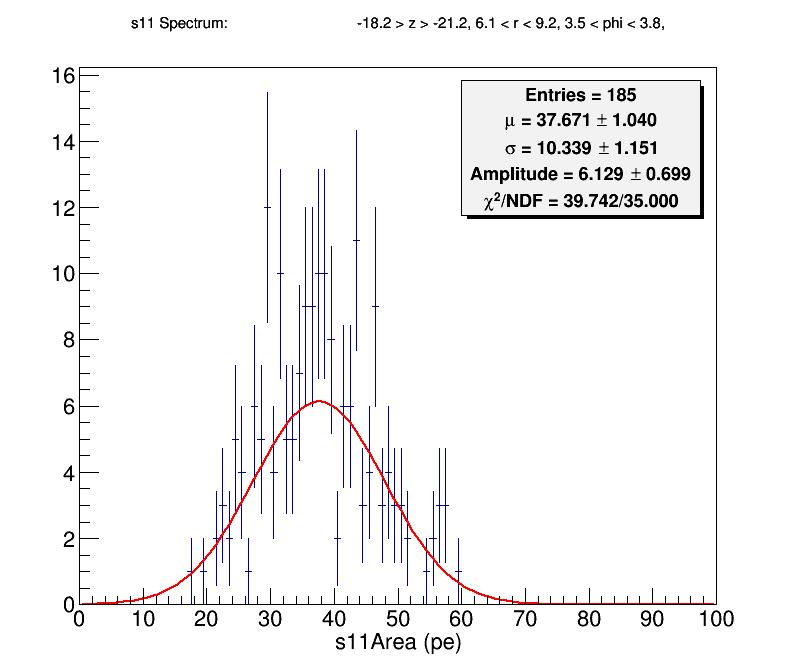 s11 Spectrum: -18.2 > z > -21.2, 6.1 < r < 9.2, 3.5 < phi < 3.8,
Entries = 185
μ = 37.671 ± 1.040
σ = 10.339 ± 1.151
Amplitude = 6.129 ± 0.699
χ²/NDF = 39.742/35.000
16
14
12
10
8
6
4
2
0
0 10 20 30 40 50 60 70 80 90 100
s11Area (pe)